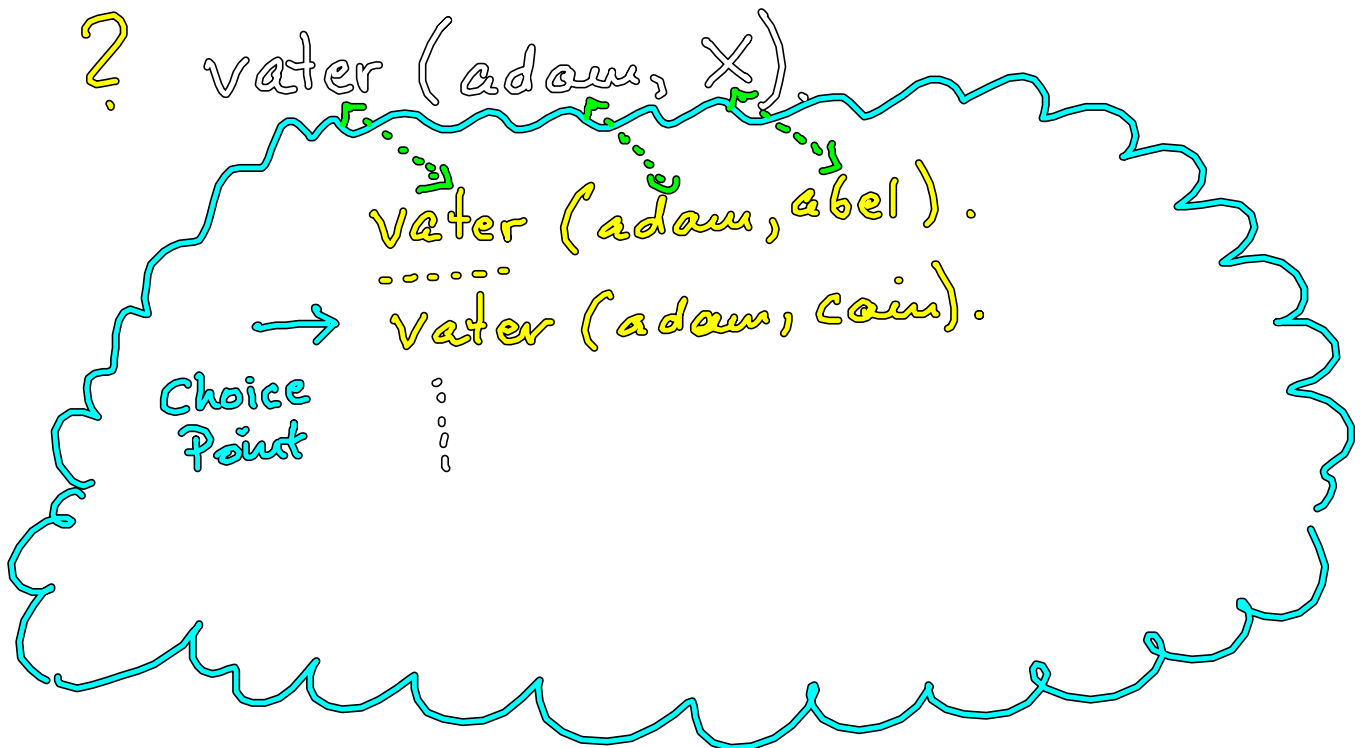 ? vater (adam, X).
vater (adam, abel).
vater (adam, cain).
Choice
Point